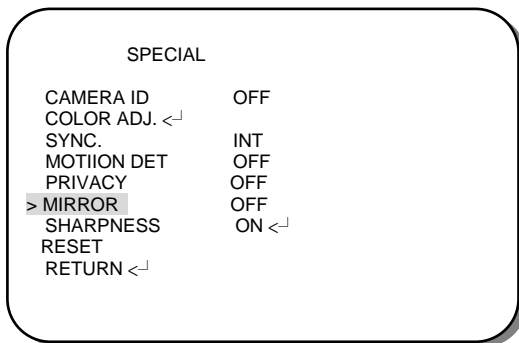 SPECIAL
CAMERA ID OFF
COLOR ADJ. <┘
SYNC. INT
MOTIION DET OFF
PRIVACY OFF
> MIRROR OFF
SHARPNESS ON <┘
RESET
RETURN <┘